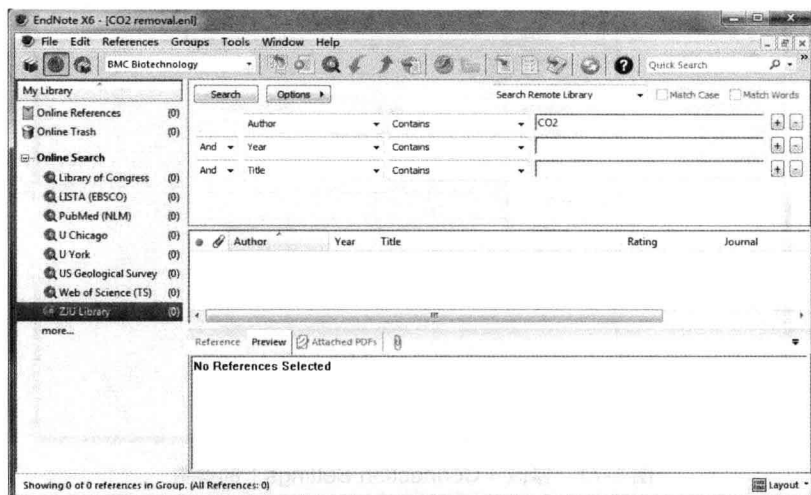 EndNote X6 - [CO2 removal.enl]
File Edit References Groups Tools Window Help
BMC Biotechnology
Quick Search
My Library
Online References (0)
Online Trash (0)
Online Search
Library of Congress (0)
LISTA (EBSCO) (0)
PubMed (NLM) (0)
U Chicago (0)
U York (0)
US Geological Survey (0)
Web of Science (TS) (0)
ZJU Library (0)
more...
Search Options Search Remote Library Match Case Match Words
Author Contains CO2
And Year Contains
And Title Contains
Author Year Title Rating Journal
Reference Preview Attached PDFs
No References Selected
Showing 0 of 0 references in Group. (All References: 0)
Layout